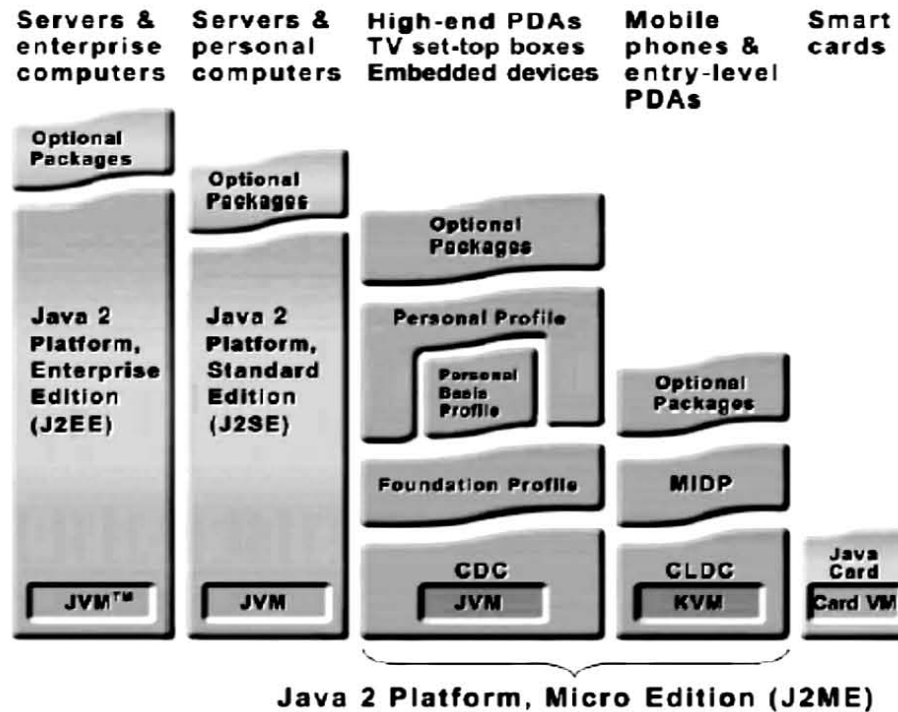 Servers &
enterprise
computers
Servers &
personal
computers
High-end PDAs
TV set-top boxes
Embedded devices
Mobile
phones &
entry-level
PDAs
Smart
cards
Optional
Packages
Java 2
Platform,
Enterprise
Edition
(J2EE)
JVM™
Optional
Packages
Java 2
Platform,
Standard
Edition
(J2SE)
JVM
Optional
Packages
Personal Profile
Personal
Basis
Profile
Foundation Profile
CDC
JVM
Optional
Packages
MIDP
CLDC
KVM
Java
Card
Card VM
Java 2 Platform, Micro Edition (J2ME)